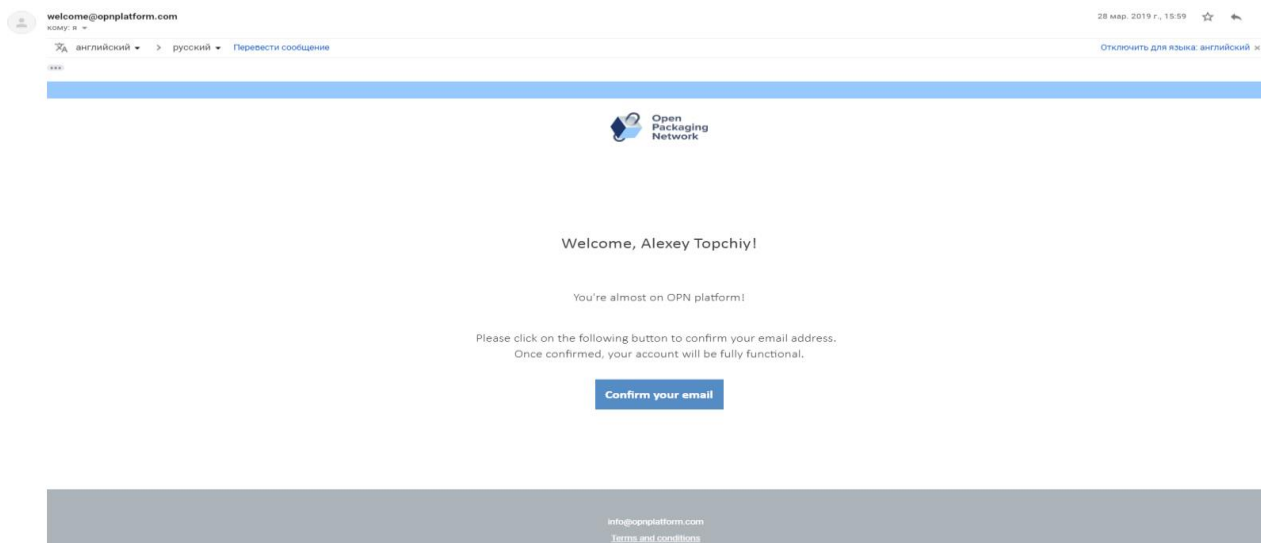 welcome@opnplatform.com
28 мар. 2019 г., 15:59
кому: я
английский > русский Перевести сообщение
Отключить для языка: английский ×
Open
Packaging
Network
Welcome, Alexey Topchiy!
You're almost on OPN platform!
Please click on the following button to confirm your email address.
Once confirmed, your account will be fully functional.
Confirm your email
info@opnplatform.com
Terms and conditions